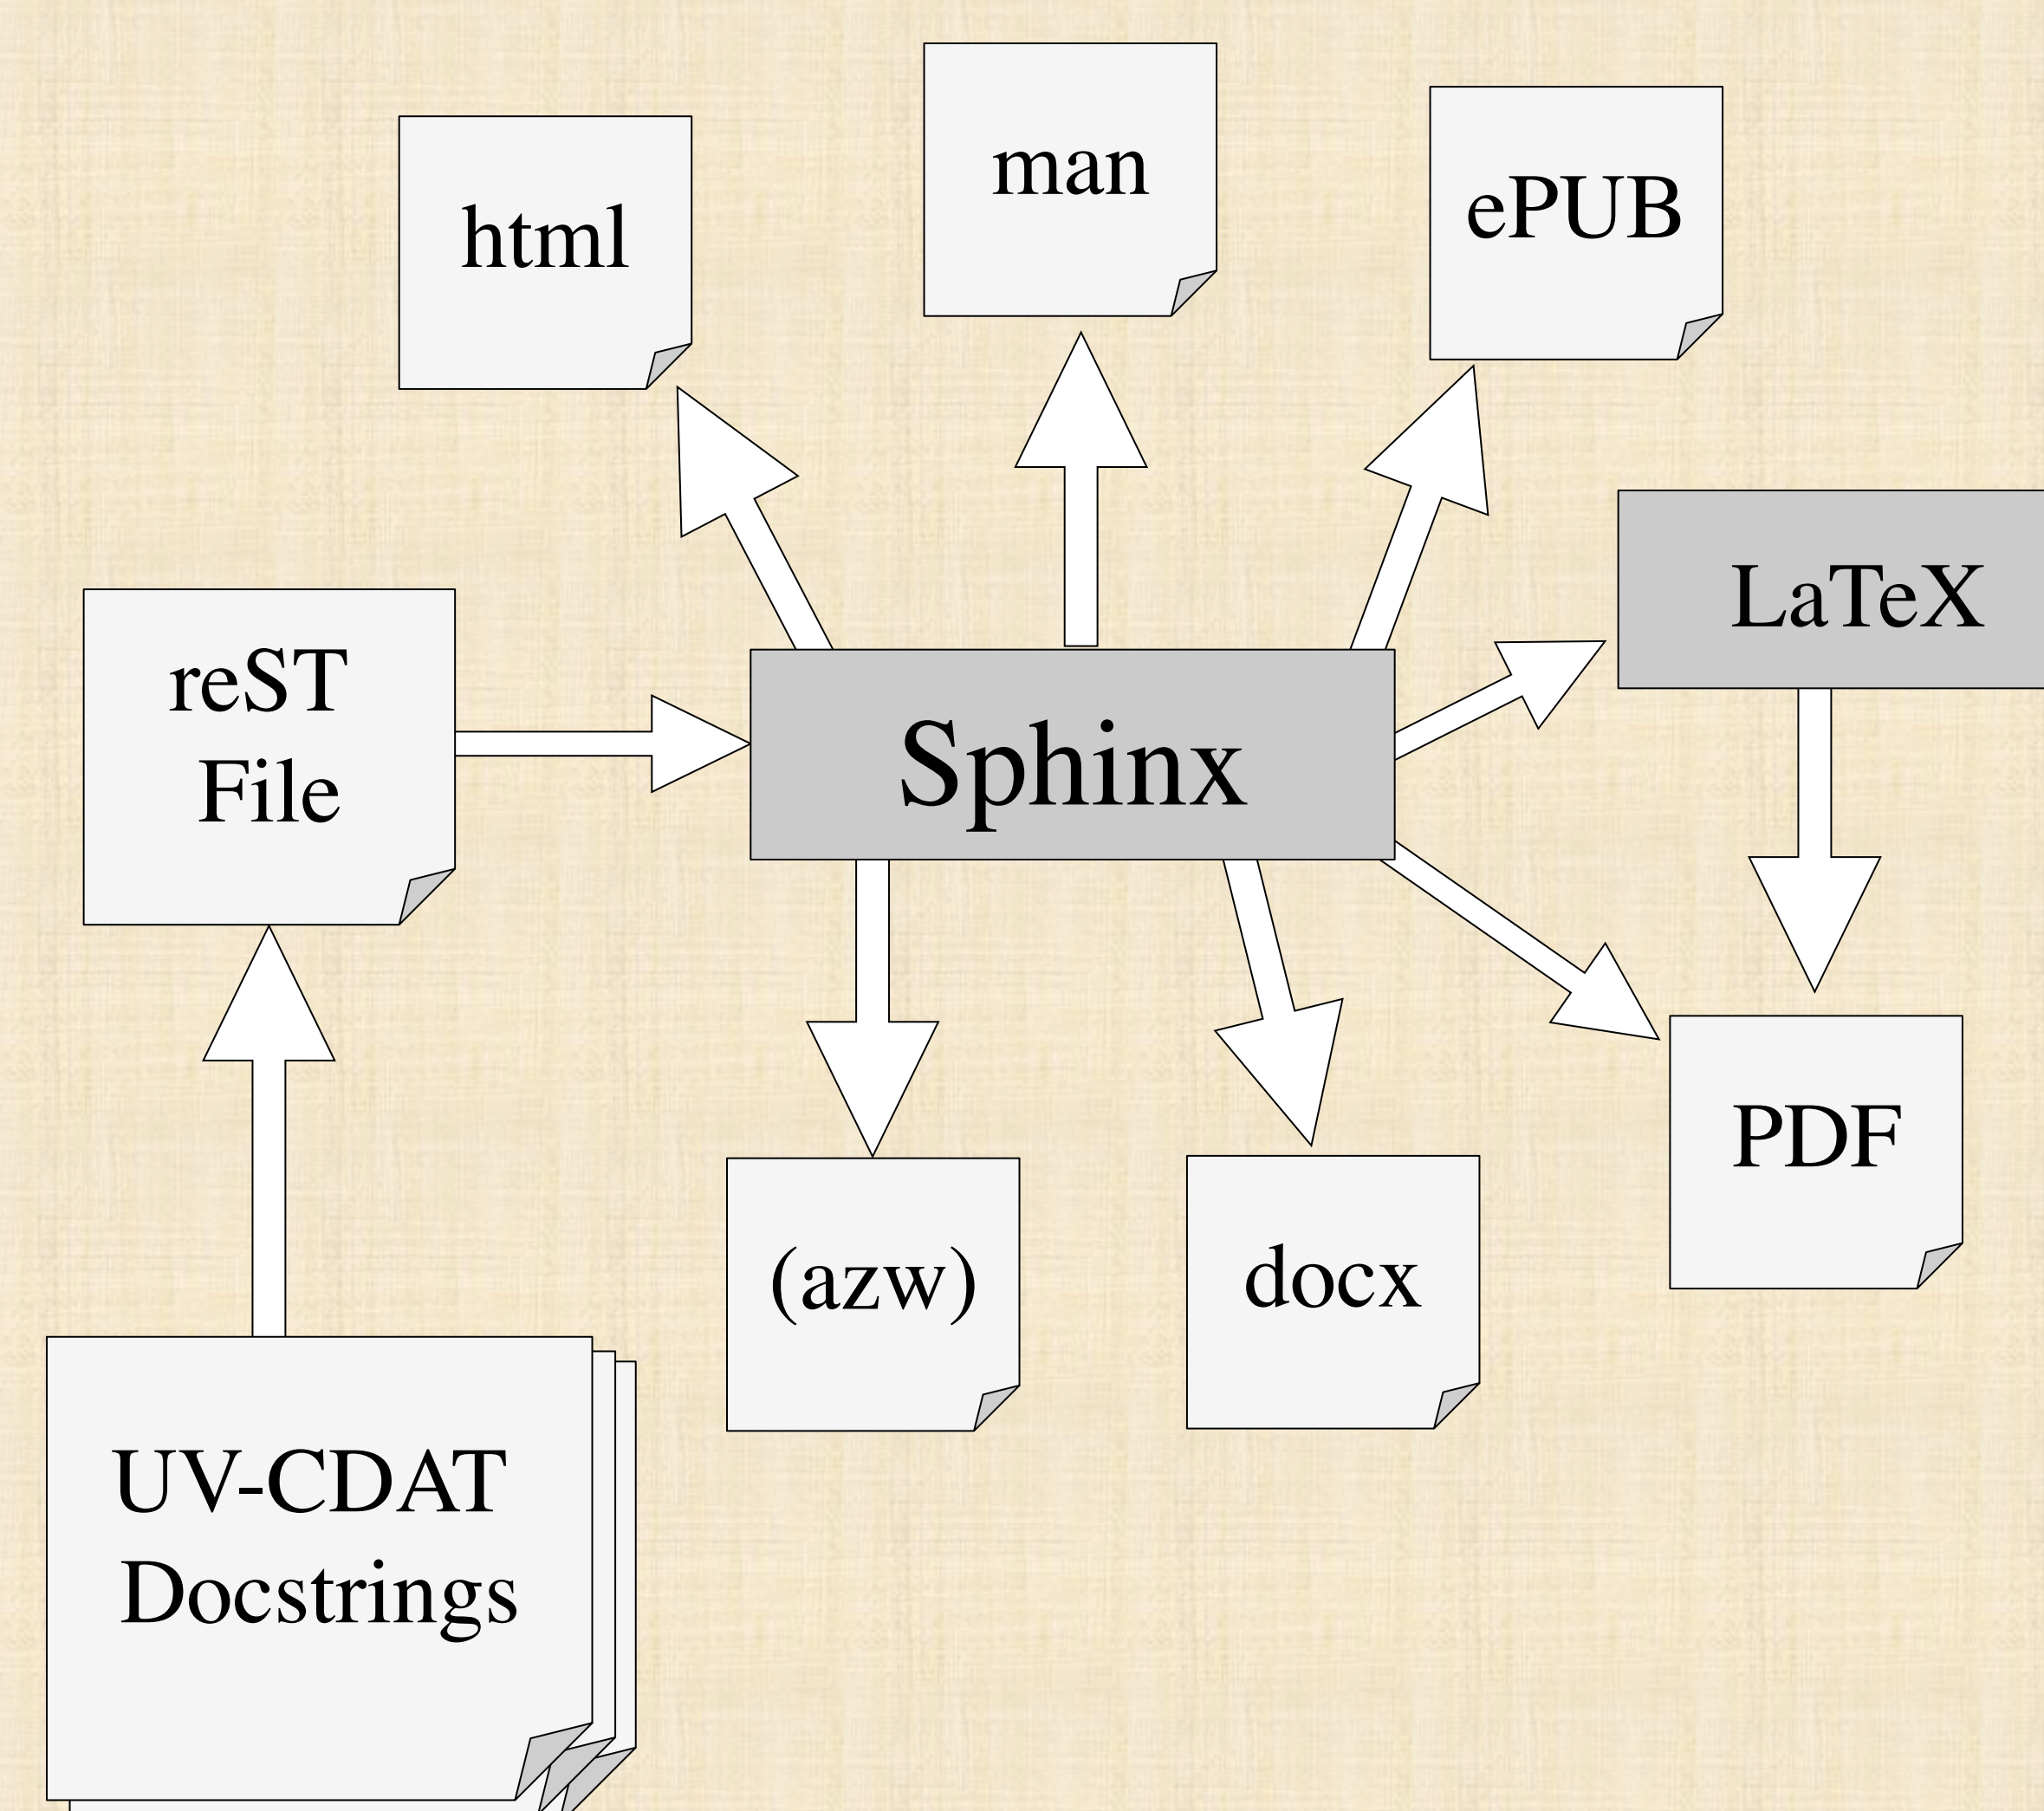 man
ePUB
html
LaTeX
reST
File
Sphinx
PDF
(azw)
docx
UV-CDAT
Docstrings